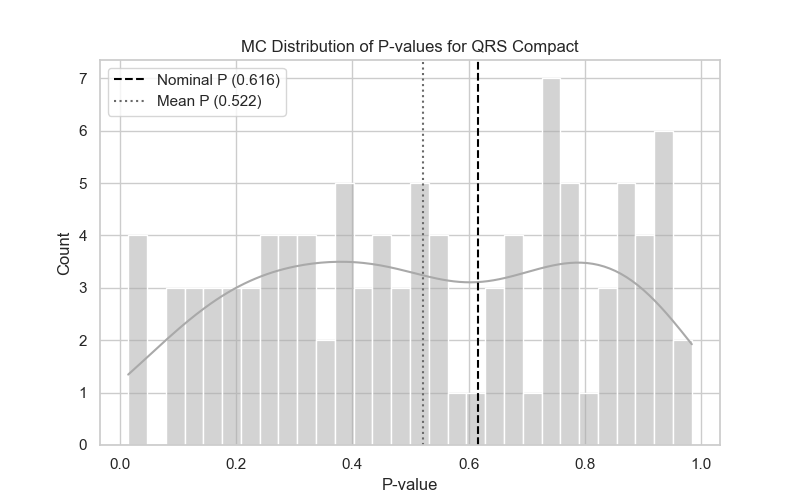 MC Distribution of P-values for QRS Compact
Nominal P (0.616)
Mean P (0.522)
7
6
5
4
3
2
1
0
Count
0.0 0.2 0.4 0.6 0.8 1.0
P-value